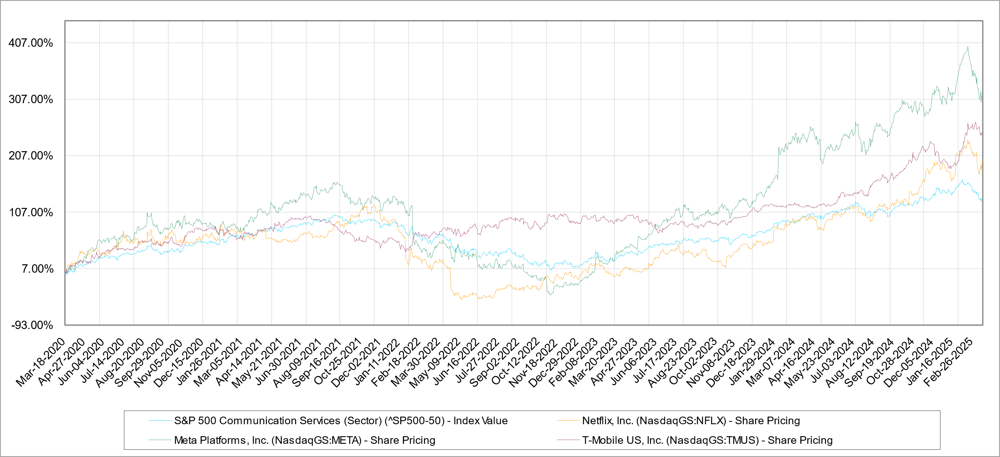 407.00%
307.00%
207.00%
107.00%
7.00%
-93.00%
Mar-18-2020
Apr-27-2020
Jun-04-2020
Jul-14-2020
Aug-20-2020
Sep-29-2020
Nov-05-2020
Dec-15-2020
Jan-26-2021
Mar-05-2021
Apr-14-2021
May-21-2021
Jun-30-2021
Aug-09-2021
Sep-16-2021
Oct-25-2021
Dec-02-2021
Jan-11-2022
Feb-18-2022
Mar-30-2022
May-09-2022
Jun-16-2022
Jul-27-2022
Sep-02-2022
Oct-12-2022
Nov-18-2022
Dec-29-2022
Feb-08-2023
Mar-20-2023
Apr-27-2023
Jun-06-2023
Jul-17-2023
Aug-23-2023
Oct-02-2023
Nov-08-2023
Dec-18-2023
Jan-29-2024
Mar-07-2024
Apr-16-2024
May-23-2024
Jul-03-2024
Aug-12-2024
Sep-19-2024
Oct-28-2024
Dec-05-2024
Jan-16-2025
Feb-26-2025
S&P 500 Communication Services (Sector) (^SP500-50) - Index Value
Netflix, Inc. (NasdaqGS:NFLX) - Share Pricing
Meta Platforms, Inc. (NasdaqGS:META) - Share Pricing
T-Mobile US, Inc. (NasdaqGS:TMUS) - Share Pricing